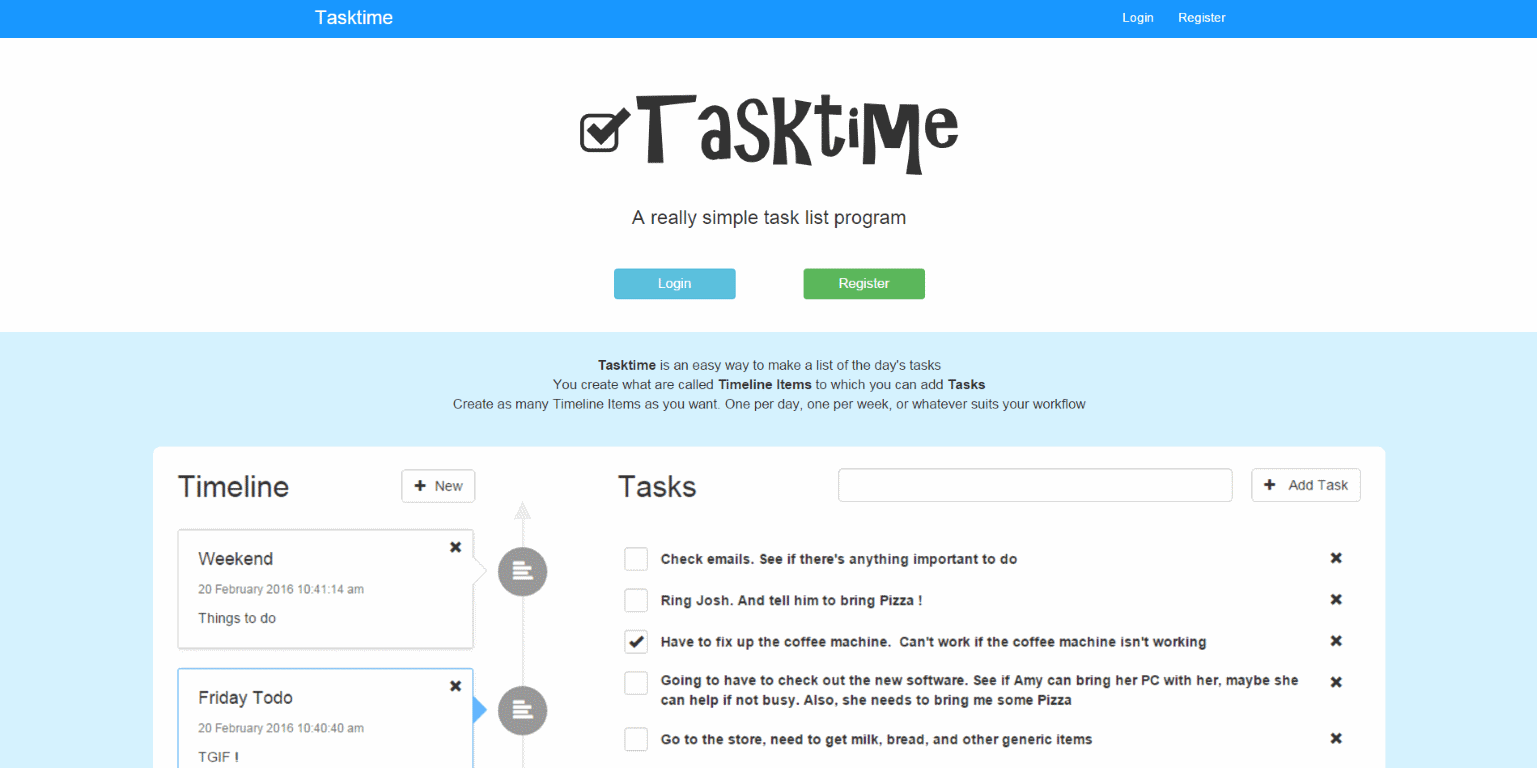 Tasktime
Login Register
Tasktime
A really simple task list program
Login Register
Tasktime is an easy way to make a list of the day's tasks
You create what are called Timeline Items to which you can add Tasks
Create as many Timeline Items as you want. One per day, one per week, or whatever suits your workflow
Timeline
New
Weekend
20 February 2016 10:41:14 am
Things to do
Friday Todo
20 February 2016 10:40:40 am
TGIF !
Tasks
Add Task
Check emails. See if there's anything important to do
Ring Josh. And tell him to bring Pizza !
Have to fix up the coffee machine.  Can't work if the coffee machine isn't working
Going to have to check out the new software. See if Amy can bring her PC with her, maybe she
can help if not busy. Also, she needs to bring me some Pizza
Go to the store, need to get milk, bread, and other generic items